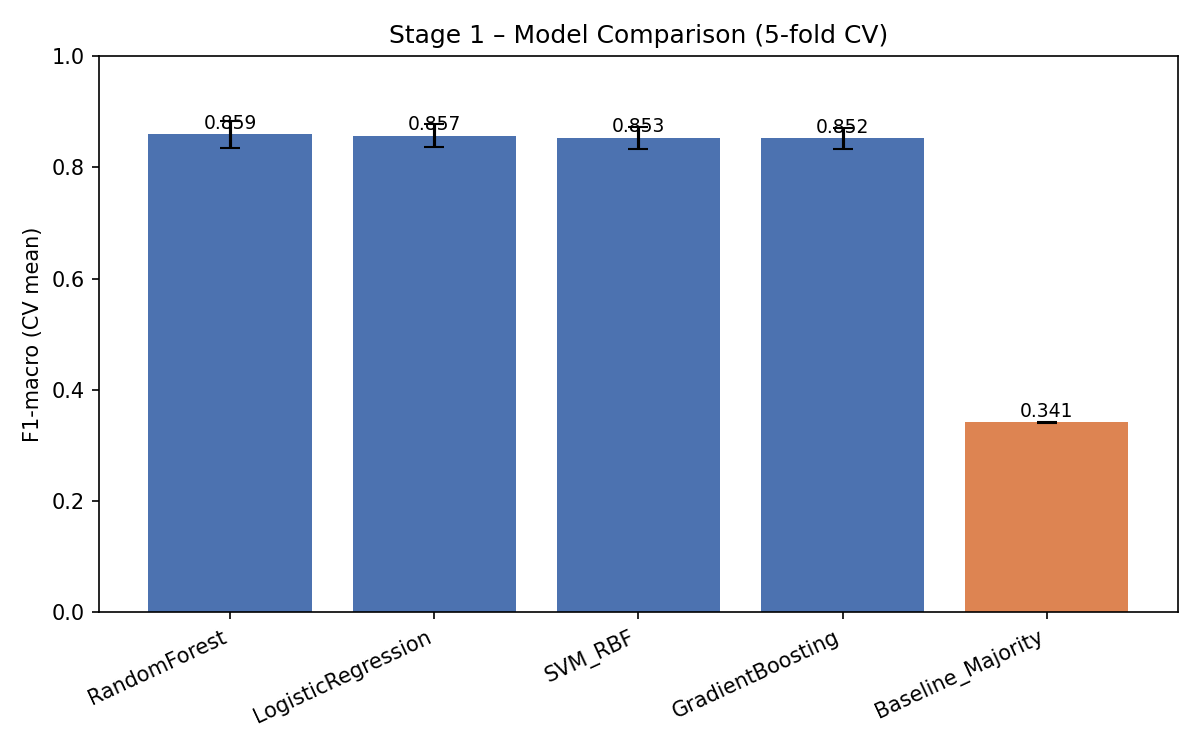 Stage 1 – Model Comparison (5-fold CV)
F1-macro (CV mean)
1.0
0.8
0.6
0.4
0.2
0.0
0.859
0.857
0.853
0.852
0.341
RandomForest
LogisticRegression
SVM_RBF
GradientBoosting
Baseline_Majority